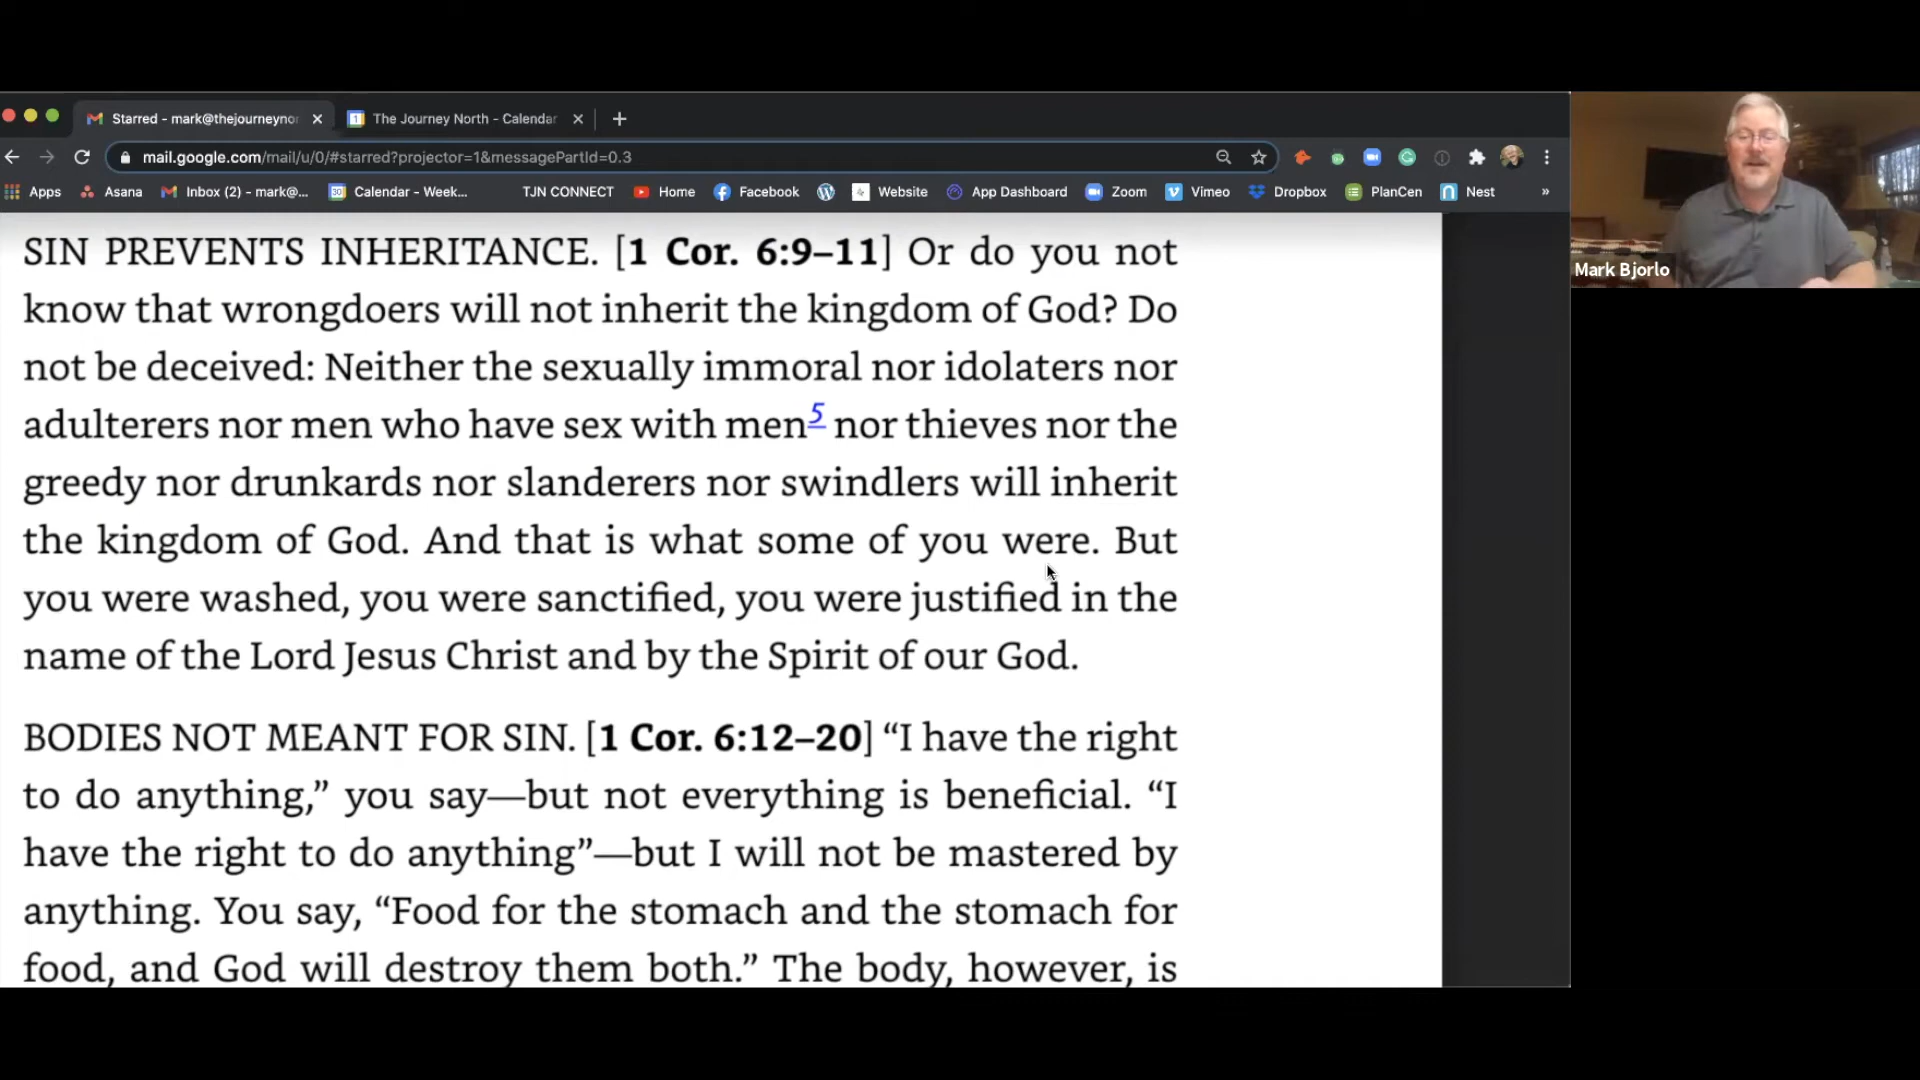 Starred - mark@thejourneynor
The Journey North - Calendar
mail.google.com/mail/u/0/#starred?projector=1&messagePartId=0.3
Apps Asana Inbox (2) - mark@... Calendar - Week... TJN CONNECT Home Facebook Website App Dashboard Zoom Vimeo Dropbox PlanCen Nest »
SIN PREVENTS INHERITANCE. [1 Cor. 6:9–11] Or do you not
know that wrongdoers will not inherit the kingdom of God? Do
not be deceived: Neither the sexually immoral nor idolaters nor
adulterers nor men who have sex with men5 nor thieves nor the
greedy nor drunkards nor slanderers nor swindlers will inherit
the kingdom of God. And that is what some of you were. But
you were washed, you were sanctified, you were justified in the
name of the Lord Jesus Christ and by the Spirit of our God.
BODIES NOT MEANT FOR SIN. [1 Cor. 6:12–20] “I have the right
to do anything,” you say—but not everything is beneficial. “I
have the right to do anything”—but I will not be mastered by
anything. You say, “Food for the stomach and the stomach for
food, and God will destroy them both.” The body, however, is
Mark Bjorlo